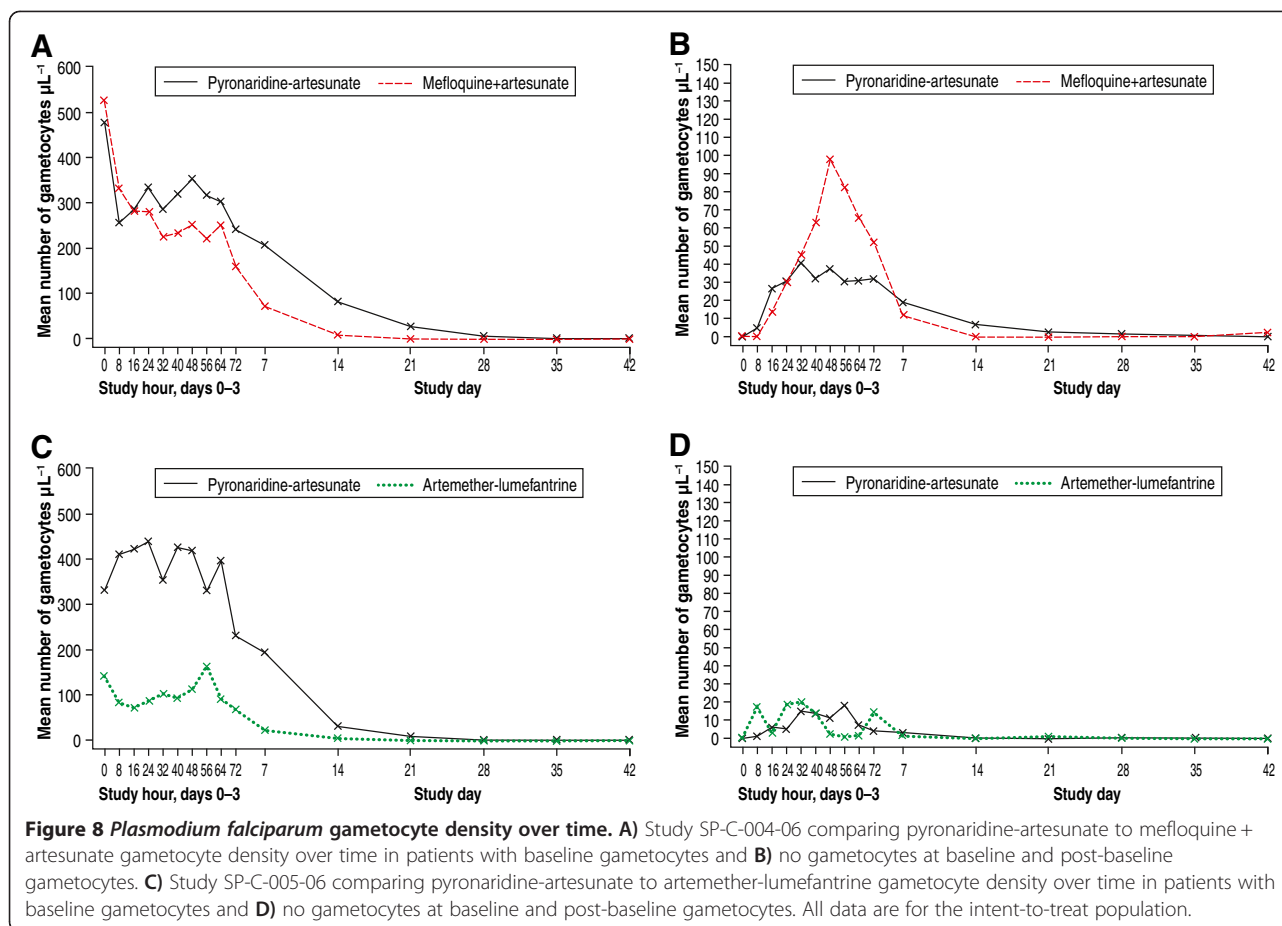 A
Pyronaridine-artesunate Mefloquine+artesunate
Mean number of gametocytes µL⁻¹
600
500
400
300
200
100
0
0 8 16 24 32 40 48 56 64 72 7 14 21 28 35 42
Study hour, days 0–3 Study day
B
Pyronaridine-artesunate Mefloquine+artesunate
Mean number of gametocytes µL⁻¹
150
140
130
120
110
100
90
80
70
60
50
40
30
20
10
0
0 8 16 24 32 40 48 56 64 72 7 14 21 28 35 42
Study hour, days 0–3 Study day
C
Pyronaridine-artesunate Artemether-lumefantrine
Mean number of gametocytes µL⁻¹
600
500
400
300
200
100
0
0 8 16 24 32 40 48 56 64 72 7 14 21 28 35 42
Study hour, days 0–3 Study day
D
Pyronaridine-artesunate Artemether-lumefantrine
Mean number of gametocytes µL⁻¹
150
140
130
120
110
100
90
80
70
60
50
40
30
20
10
0
0 8 16 24 32 40 48 56 64 72 7 14 21 28 35 42
Study hour, days 0–3 Study day
Figure 8 Plasmodium falciparum gametocyte density over time. A) Study SP-C-004-06 comparing pyronaridine-artesunate to mefloquine +
artesunate gametocyte density over time in patients with baseline gametocytes and B) no gametocytes at baseline and post-baseline
gametocytes. C) Study SP-C-005-06 comparing pyronaridine-artesunate to artemether-lumefantrine gametocyte density over time in patients with
baseline gametocytes and D) no gametocytes at baseline and post-baseline gametocytes. All data are for the intent-to-treat population.